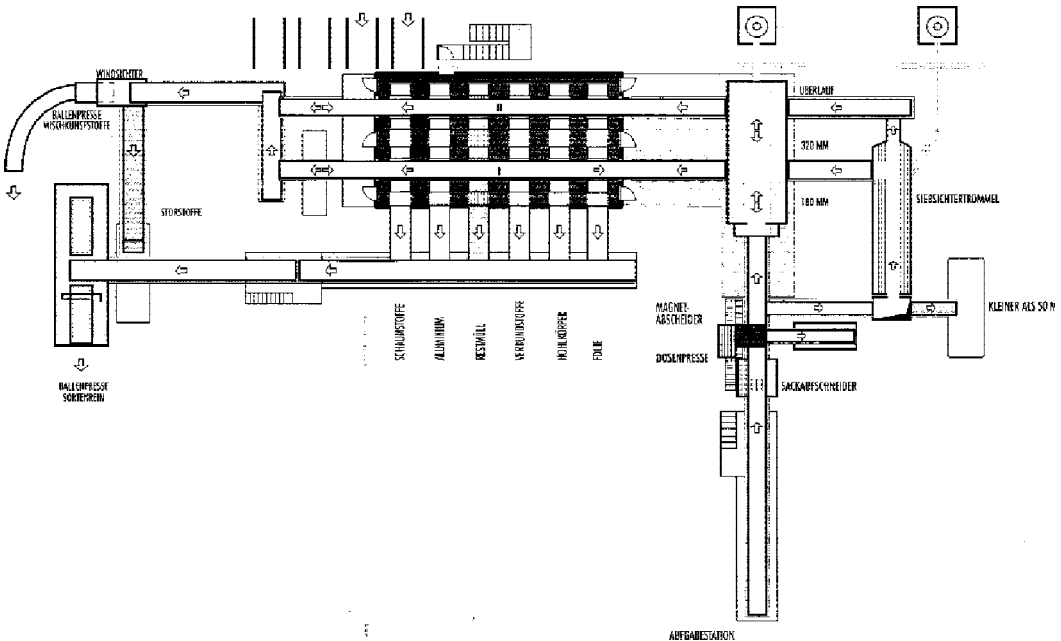 WINDSICHTER
BALLENPRESSE
MISCHKUNSTSTOFFE
ÜBERLAUF
320 MM
180 MM
SIEBSICHTERTROMMEL
STÖRSTOFFE
MAGNET-
ABSCHEIDER
KLEINER ALS 50 M
DOSENPRESSE
SACKAUFSCHNEIDER
SCHAUMSTOFFE
ALUMINIUM
RESTMÜLL
VERBUNDSTOFFE
HOHLKÖRPER
FOLIE
BALLENPRESSE
SORTENREIN
AUFGABESTATION